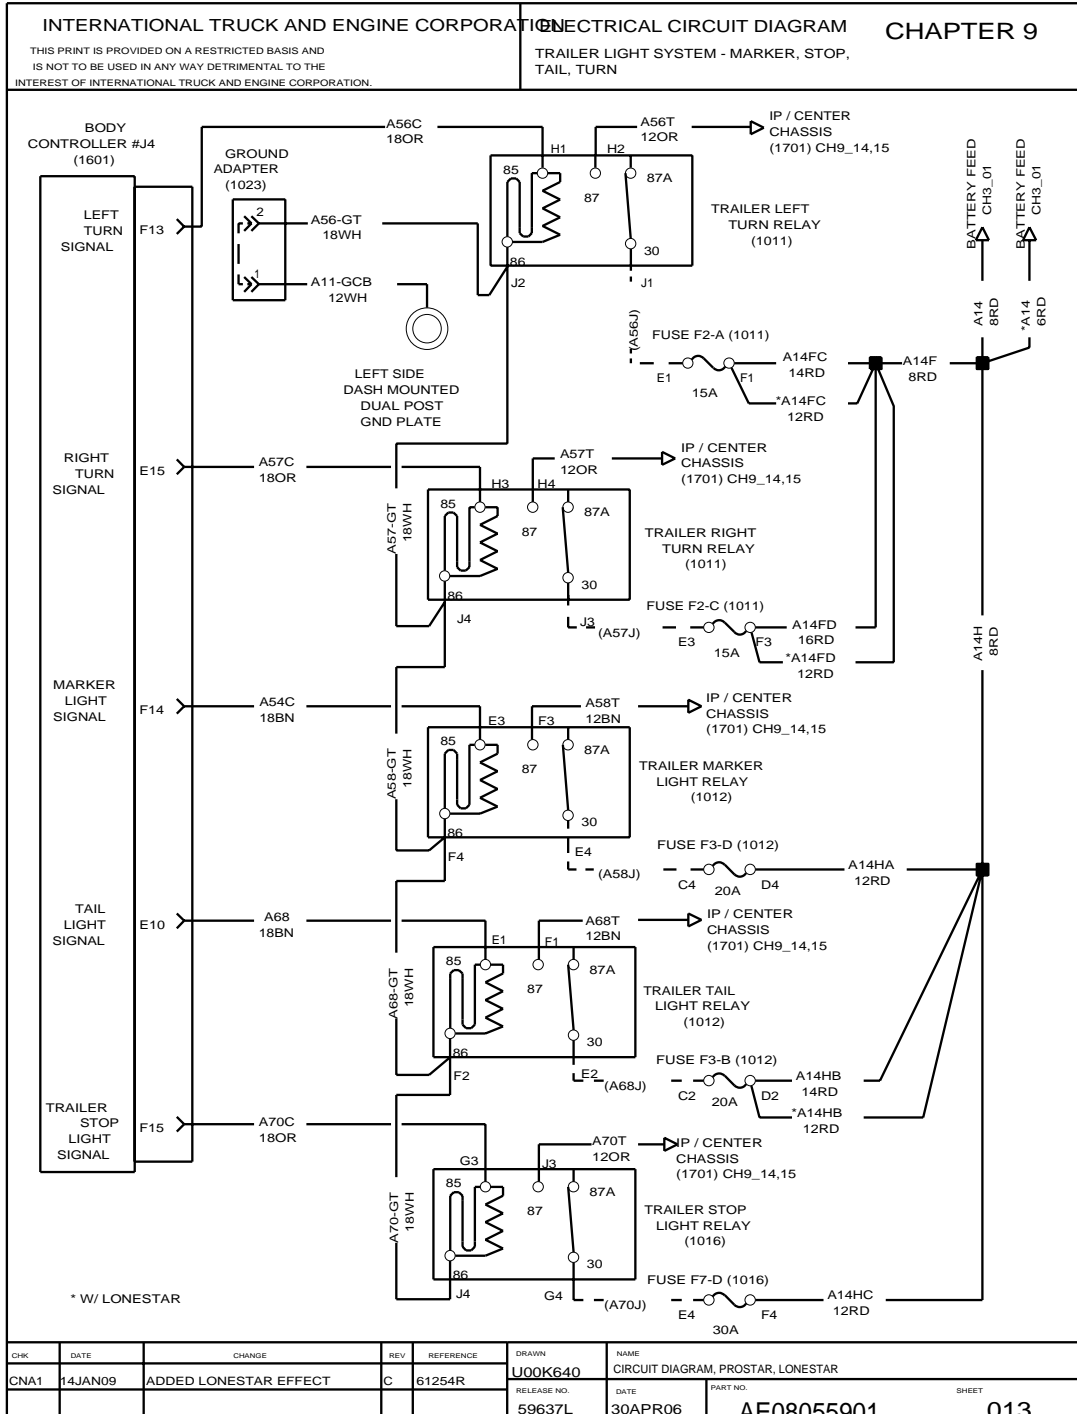 INTERNATIONAL TRUCK AND ENGINE CORPORATION
THIS PRINT IS PROVIDED ON A RESTRICTED BASIS AND
IS NOT TO BE USED IN ANY WAY DETRIMENTAL TO THE
INTEREST OF INTERNATIONAL TRUCK AND ENGINE CORPORATION.
ELECTRICAL CIRCUIT DIAGRAM
TRAILER LIGHT SYSTEM - MARKER, STOP,
TAIL, TURN
CHAPTER 9
BODY
CONTROLLER #J4
(1601)
LEFT
TURN
SIGNAL
F13
GROUND
ADAPTER
(1023)
2
1
A56C
18OR
A56-GT
18WH
A11-GCB
12WH
LEFT SIDE
DASH MOUNTED
DUAL POST
GND PLATE
H1
H2
85
87
87A
86
30
J2
J1
A56T
12OR
IP / CENTER
CHASSIS
(1701) CH9_14,15
TRAILER LEFT
TURN RELAY
(1011)
(A56J)
FUSE F2-A (1011)
E1
15A
F1
A14FC
14RD
*A14FC
12RD
A14F
8RD
BATTERY FEED
CH3_01
BATTERY FEED
CH3_01
A14
8RD
*A14
6RD
RIGHT
TURN
SIGNAL
E15
A57C
18OR
A57-GT
18WH
H3
H4
85
87
87A
86
30
J4
J3
A57T
12OR
IP / CENTER
CHASSIS
(1701) CH9_14,15
TRAILER RIGHT
TURN RELAY
(1011)
(A57J)
FUSE F2-C (1011)
E3
15A
F3
A14FD
16RD
*A14FD
12RD
A14H
8RD
MARKER
LIGHT
SIGNAL
F14
A54C
18BN
A58-GT
18WH
E3
F3
85
87
87A
86
30
F4
E4
A58T
12BN
IP / CENTER
CHASSIS
(1701) CH9_14,15
TRAILER MARKER
LIGHT RELAY
(1012)
(A58J)
FUSE F3-D (1012)
C4
20A
D4
A14HA
12RD
TAIL
LIGHT
SIGNAL
E10
A68
18BN
A68-GT
18WH
E1
F1
85
87
87A
86
30
F2
E2
A68T
12BN
IP / CENTER
CHASSIS
(1701) CH9_14,15
TRAILER TAIL
LIGHT RELAY
(1012)
(A68J)
FUSE F3-B (1012)
C2
20A
D2
A14HB
14RD
*A14HB
12RD
TRAILER
STOP
LIGHT
SIGNAL
F15
A70C
18OR
A70-GT
18WH
G3
J3
85
87
87A
86
30
J4
G4
A70T
12OR
IP / CENTER
CHASSIS
(1701) CH9_14,15
TRAILER STOP
LIGHT RELAY
(1016)
(A70J)
FUSE F7-D (1016)
E4
30A
F4
A14HC
12RD
* W/ LONESTAR
CHK DATE CHANGE REV REFERENCE
CNA1 14JAN09 ADDED LONESTAR EFFECT C 61254R
DRAWN
U00K640
NAME
CIRCUIT DIAGRAM, PROSTAR, LONESTAR
RELEASE NO.
59637L
DATE
30APR06
PART NO.
AE08055901
SHEET
013